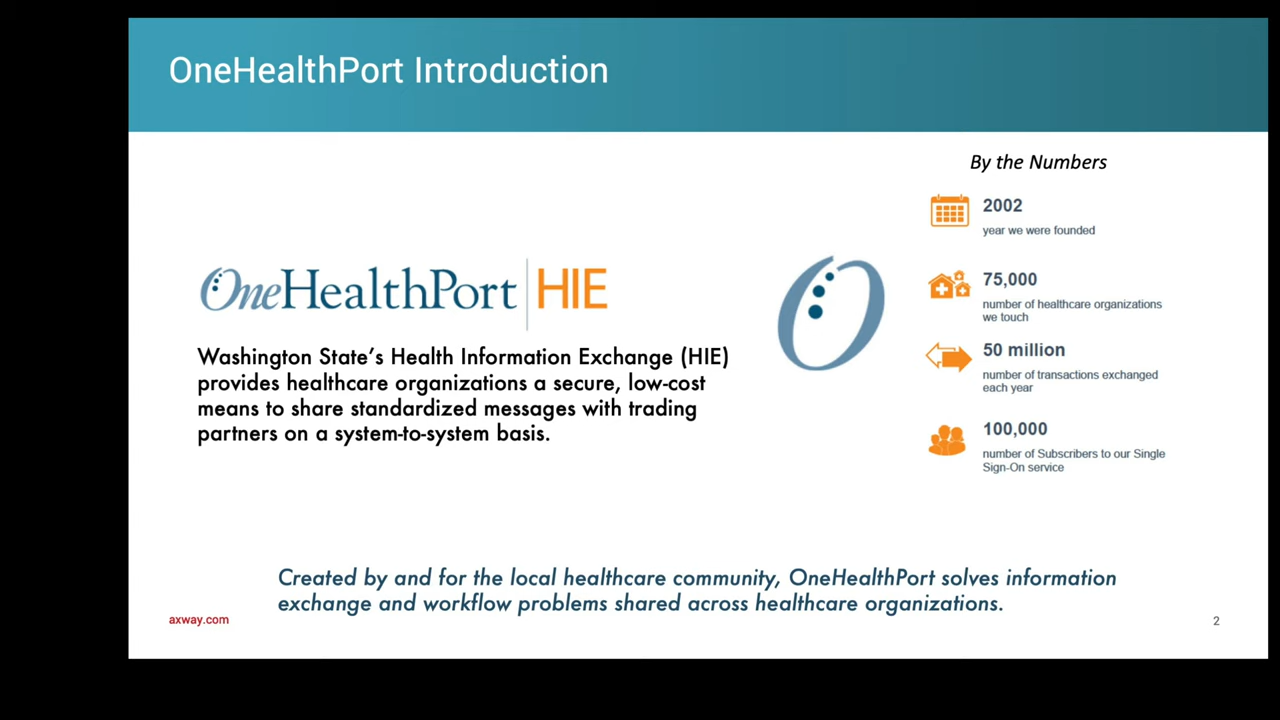 OneHealthPort Introduction
OneHealthPort HIE
Washington State’s Health Information Exchange (HIE)
provides healthcare organizations a secure, low-cost
means to share standardized messages with trading
partners on a system-to-system basis.
By the Numbers
2002
year we were founded
75,000
number of healthcare organizations
we touch
50 million
number of transactions exchanged
each year
100,000
number of Subscribers to our Single
Sign-On service
Created by and for the local healthcare community, OneHealthPort solves information
exchange and workflow problems shared across healthcare organizations.
axway.com
2